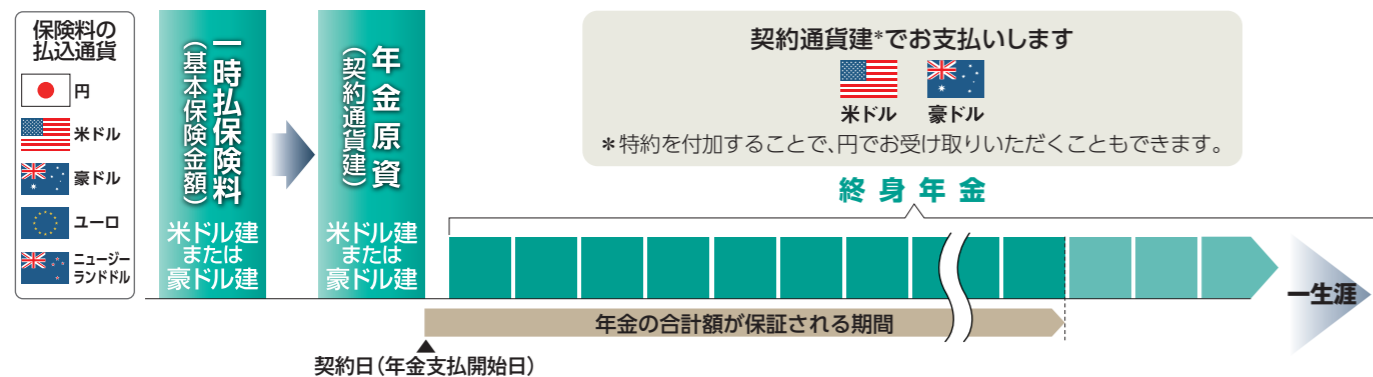 保険料の
払込通貨
円
米ドル
豪ドル
ユーロ
ニュージー
ランドドル
一時払保険料
(基本保険金額)
米ドル建
または
豪ドル建
年金原資
(契約通貨建)
米ドル建
または
豪ドル建
契約通貨建*でお支払いします
米ドル
豪ドル
*特約を付加することで、円でお受け取りいただくこともできます。
終身年金
一生涯
年金の合計額が保証される期間
契約日(年金支払開始日)